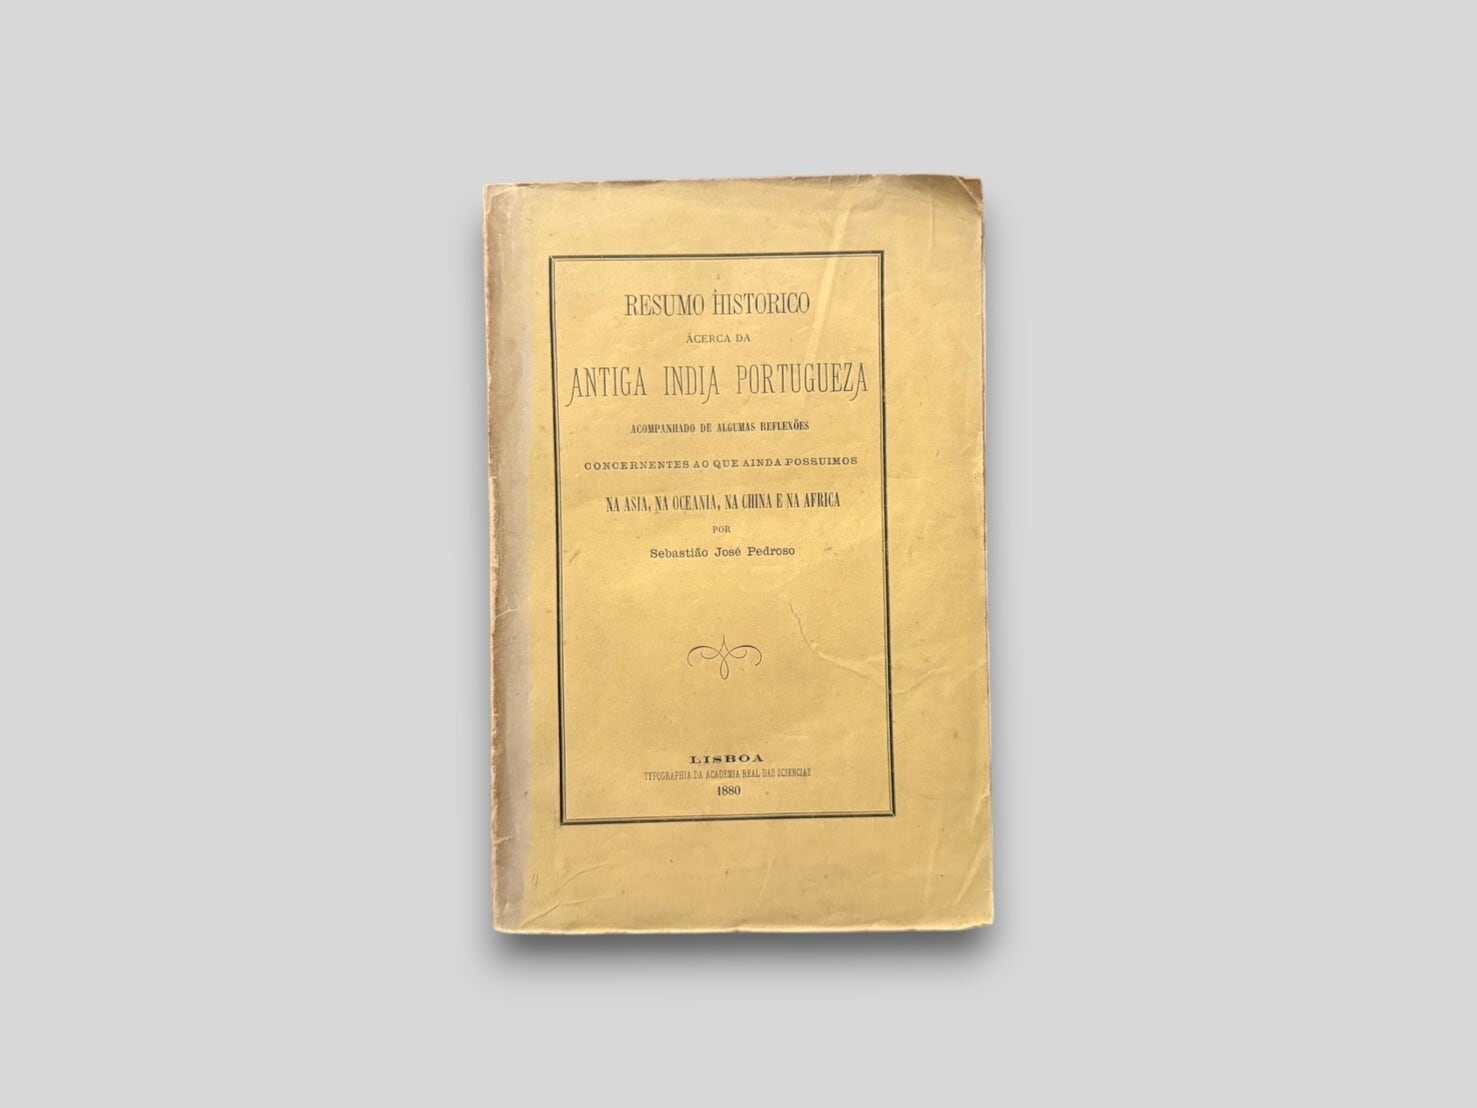 RESUMO HISTORICO
ÁCERCA DA
ANTIGA INDIA PORTUGUEZA
ACOMPANHADO DE ALGUMAS REFLEXÕES
CONCERNENTES AO QUE AINDA POSSUIMOS
NA ASIA, NA OCEANIA, NA CHINA E NA AFRICA
POR
Sebastião José Pedroso
LISBOA
TYPOGRAPHIA DA ACADEMIA REAL DAS SCIENCIAS
1880